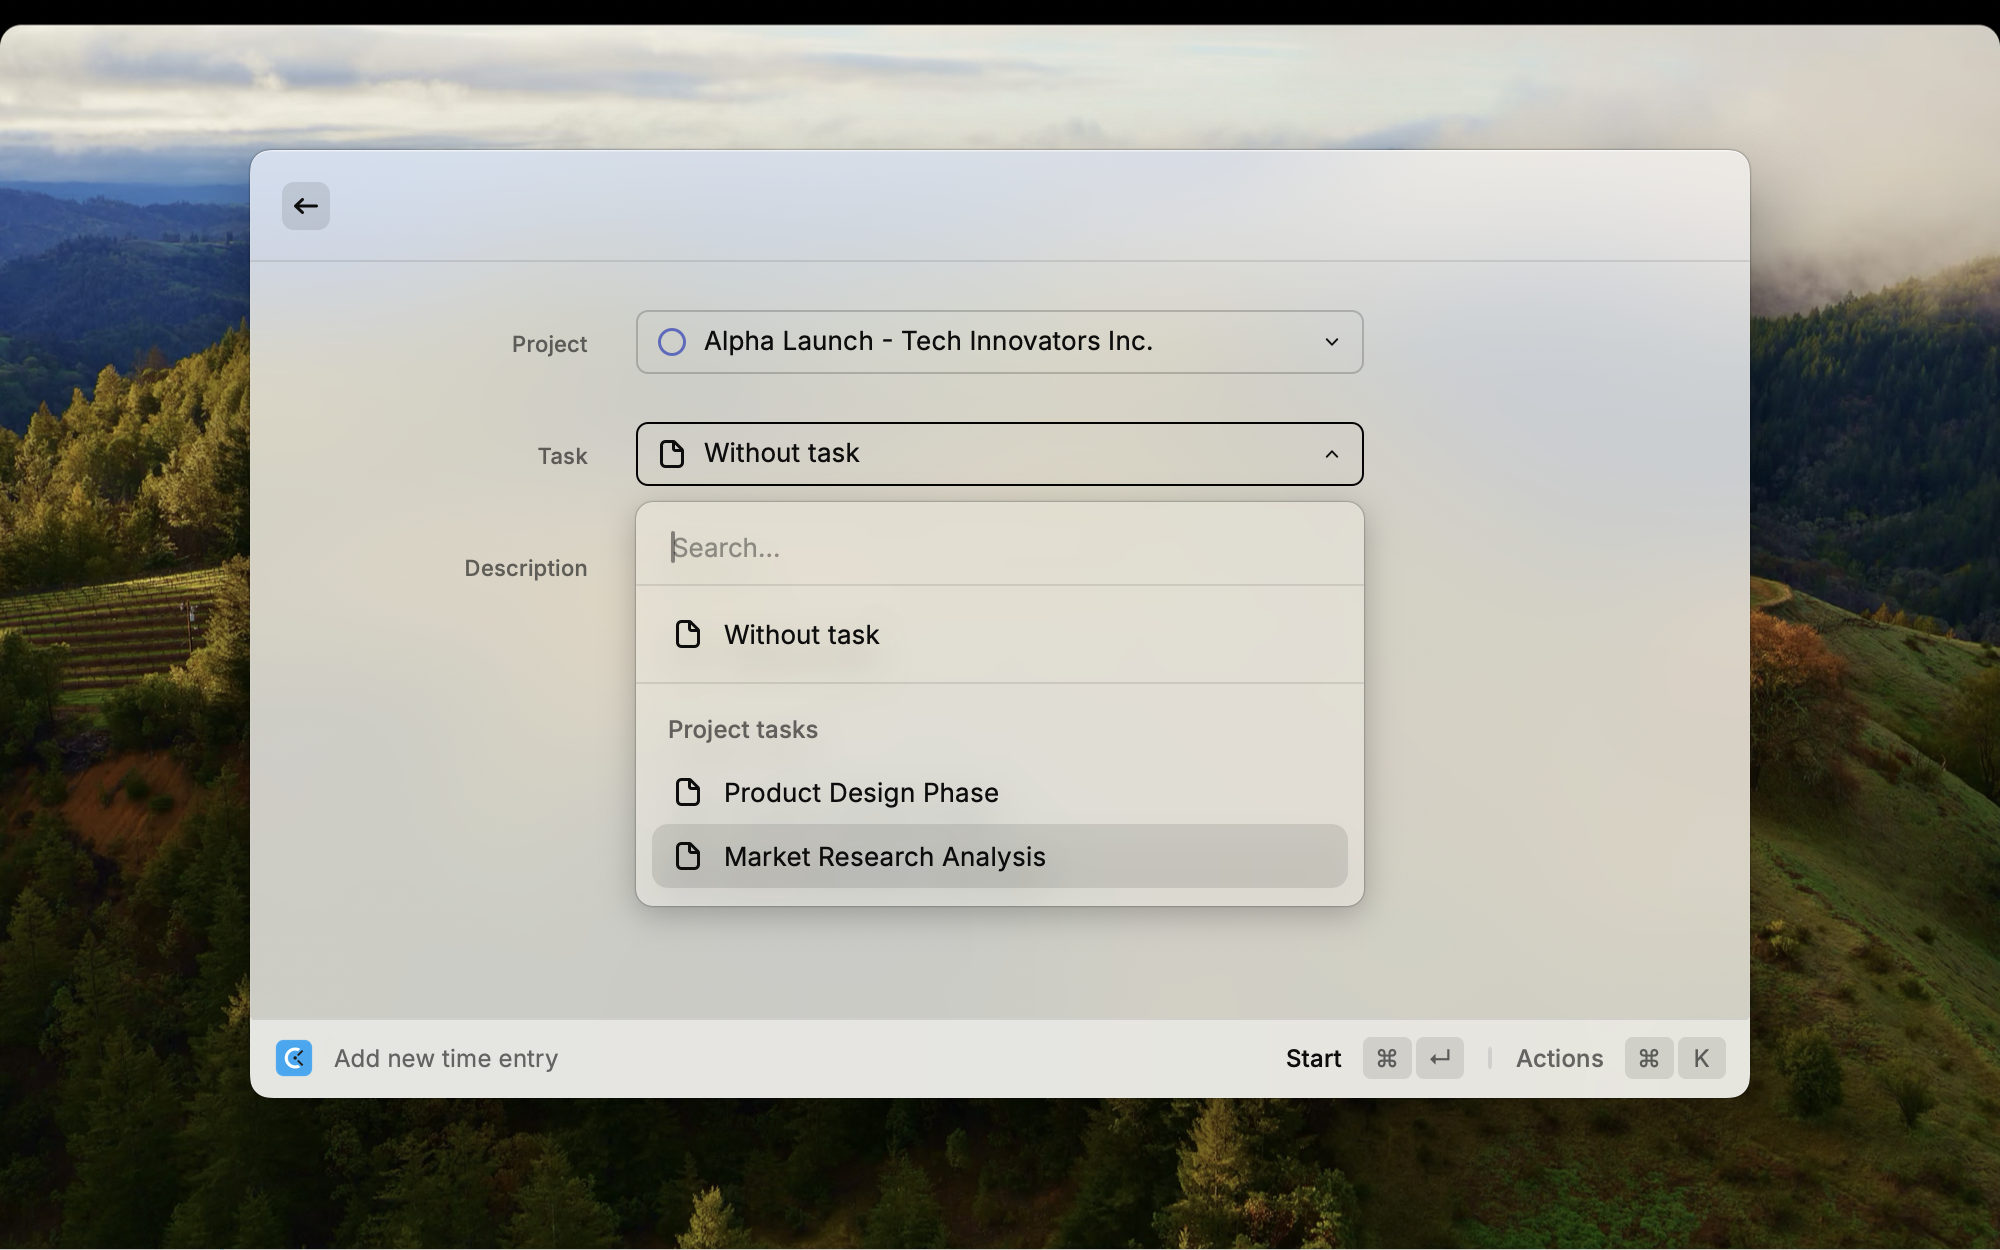 Project
Alpha Launch - Tech Innovators Inc.
Task
Without task
Description
Search...
Without task
Project tasks
Product Design Phase
Market Research Analysis
Add new time entry
Start ⌘ ↵ Actions ⌘ K